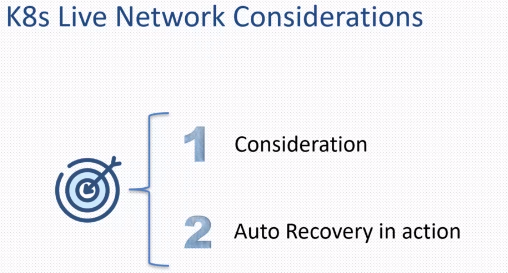 K8s Live Network Considerations
1 Consideration
2 Auto Recovery in action